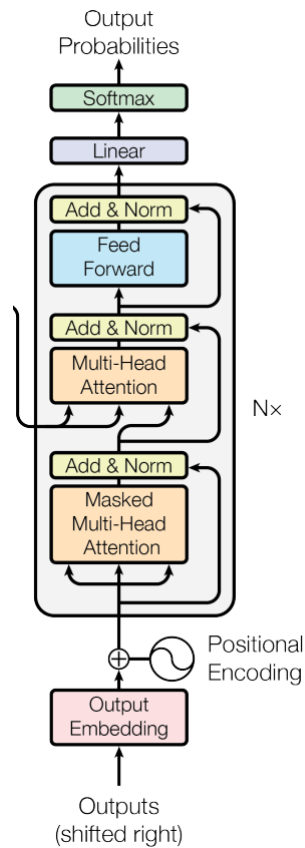 Output
Probabilities
Softmax
Linear
Add & Norm
Feed
Forward
Add & Norm
Multi-Head
Attention
N×
Add & Norm
Masked
Multi-Head
Attention
Positional
Encoding
Output
Embedding
Outputs
(shifted right)